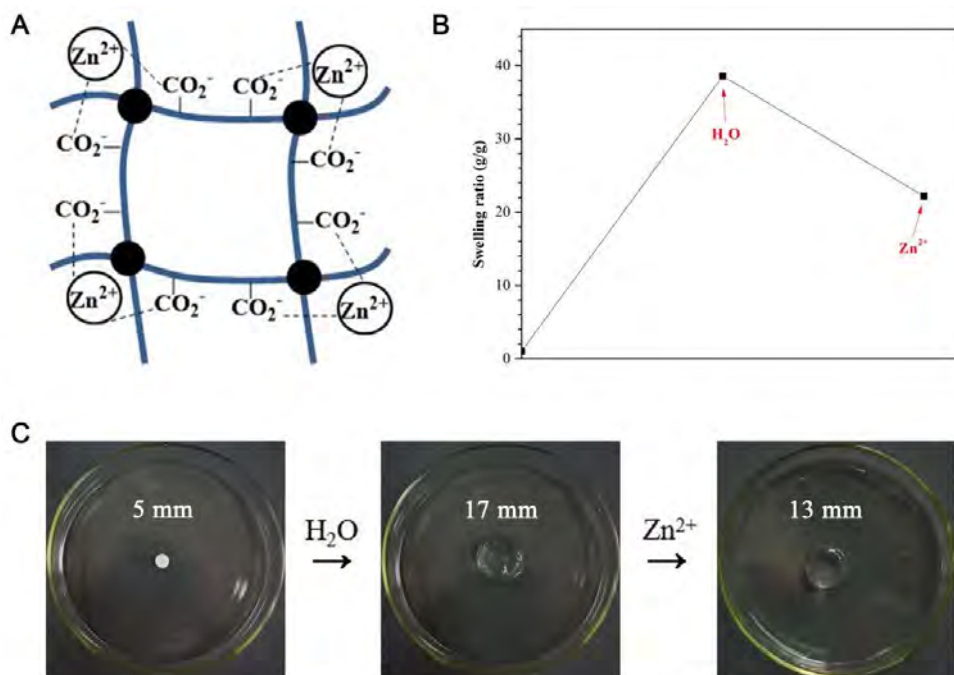 A
Zn²⁺
CO₂⁻
CO₂⁻
Zn²⁺
CO₂⁻
CO₂⁻
CO₂⁻
CO₂⁻
Zn²⁺
CO₂⁻
CO₂⁻
Zn²⁺
B
Swelling ratio (g/g)
40
30
20
10
0
H₂O
Zn²⁺
C
5 mm
H₂O
17 mm
Zn²⁺
13 mm